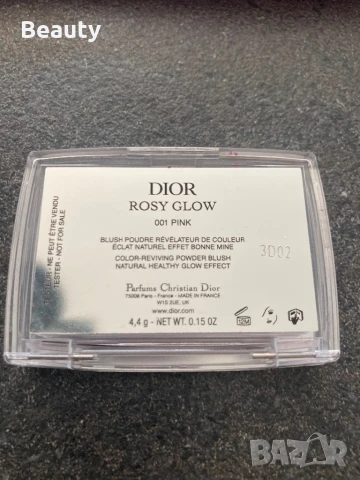 Beauty
DIOR
ROSY GLOW
001 PINK
BLUSH POUDRE RÉVÉLATEUR DE COULEUR
ÉCLAT NATUREL EFFET BONNE MINE
COLOR-REVIVING POWDER BLUSH
NATURAL HEALTHY GLOW EFFECT
3D02
Parfums Christian Dior
75008 Paris - France - MADE IN FRANCE
W1S 2UE, UK
www.dior.com
4,4 g - NET WT. 0.15 OZ
12M
- NE PEUT ÊTRE VENDU
TESTER - NOT FOR SALE
BAZAR